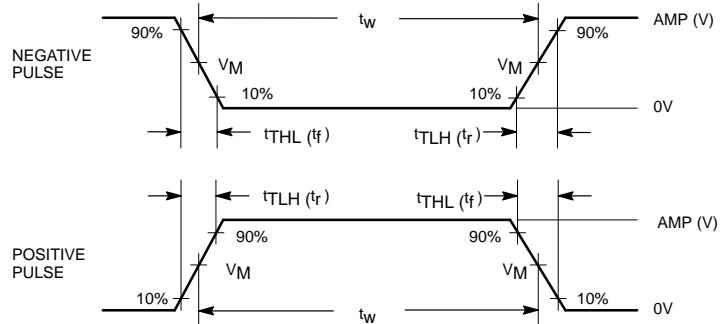 tW
AMP (V)
90%
90%
NEGATIVE
PULSE
VM
VM
10%
10%
0V
tTHL (tf)
tTLH (tr)
tTLH (tr)
tTHL (tf)
AMP (V)
90%
90%
POSITIVE
PULSE
VM
VM
10%
10%
0V
tW